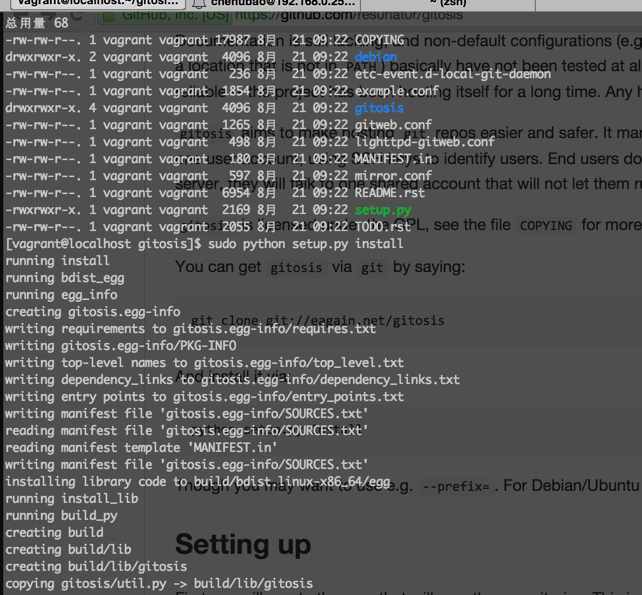 vagrant@localhost:~/gitosi...
chenubao@192.168.0.25...
~ (zsh)
GitHub, Inc. [US] https://github.com/resonator/gitosis
总用量 68
-rw-rw-r--. 1 vagrant vagrant 17987 8月 21 09:22 COPYING
drwxrwxr-x. 2 vagrant vagrant 4096 8月 21 09:22 debian
-rw-rw-r--. 1 vagrant vagrant 236 8月 21 09:22 etc-event.d-local-git-daemon
-rw-rw-r--. 1 vagrant vagrant 1854 8月 21 09:22 example.conf
drwxrwxr-x. 4 vagrant vagrant 4096 8月 21 09:22 gitosis
-rw-rw-r--. 1 vagrant vagrant 1265 8月 21 09:22 gitweb.conf
-rw-rw-r--. 1 vagrant vagrant 498 8月 21 09:22 lighttpd-gitweb.conf
-rw-rw-r--. 1 vagrant vagrant 180 8月 21 09:22 MANIFEST.in
-rw-rw-r--. 1 vagrant vagrant 597 8月 21 09:22 mirror.conf
-rw-rw-r--. 1 vagrant vagrant 6954 8月 21 09:22 README.rst
-rwxrwxr-x. 1 vagrant vagrant 2169 8月 21 09:22 setup.py
-rw-rw-r--. 1 vagrant vagrant 2053 8月 21 09:22 TODO.rst
[vagrant@localhost gitosis]$ sudo python setup.py install
running install
running bdist_egg
running egg_info
creating gitosis.egg-info
writing requirements to gitosis.egg-info/requires.txt
writing gitosis.egg-info/PKG-INFO
writing top-level names to gitosis.egg-info/top_level.txt
writing dependency_links to gitosis.egg-info/dependency_links.txt
writing entry points to gitosis.egg-info/entry_points.txt
writing manifest file 'gitosis.egg-info/SOURCES.txt'
reading manifest file 'gitosis.egg-info/SOURCES.txt'
reading manifest template 'MANIFEST.in'
writing manifest file 'gitosis.egg-info/SOURCES.txt'
installing library code to build/bdist.linux-x86_64/egg
running install_lib
running build_py
creating build
creating build/lib
creating build/lib/gitosis
copying gitosis/util.py -> build/lib/gitosis
and non-default configurations (e.g.
basically have not been tested at al
itself for a long time. Any h
gitosis aims to make hosting git repos easier and safer. It man
to identify users. End users do
server, they will talk to one shared account that will not let them ru
GPL, see the file COPYING for more
You can get gitosis via git by saying:
git clone git://eagain.net/gitosis
And install it via:
Though you may want to use e.g. --prefix= . For Debian/Ubuntu
Setting up